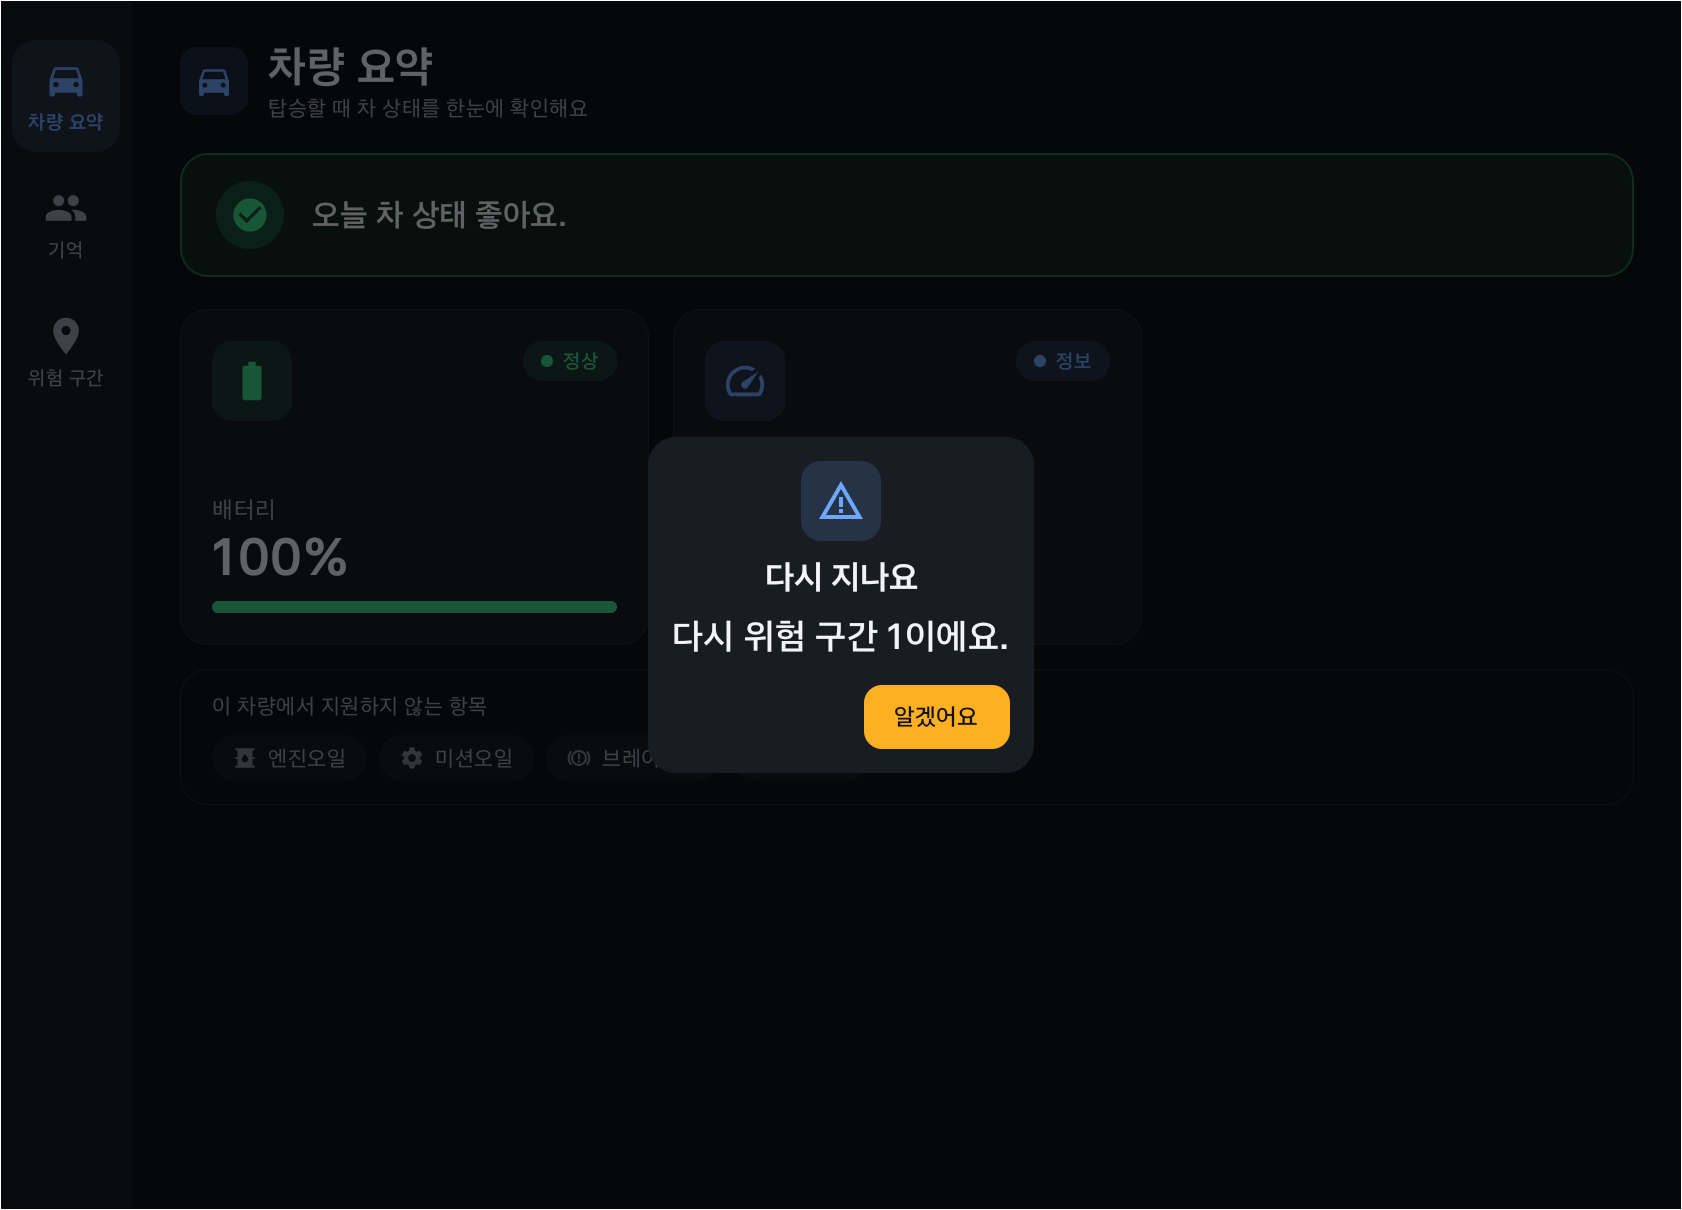 차량 요약
탑승할 때 차 상태를 한눈에 확인해요
차량 요약
기억
위험 구간
오늘 차 상태 좋아요.
정상
배터리
100%
정보
다시 지나요
다시 위험 구간 1이에요.
알겠어요
이 차량에서 지원하지 않는 항목
엔진오일
미션오일